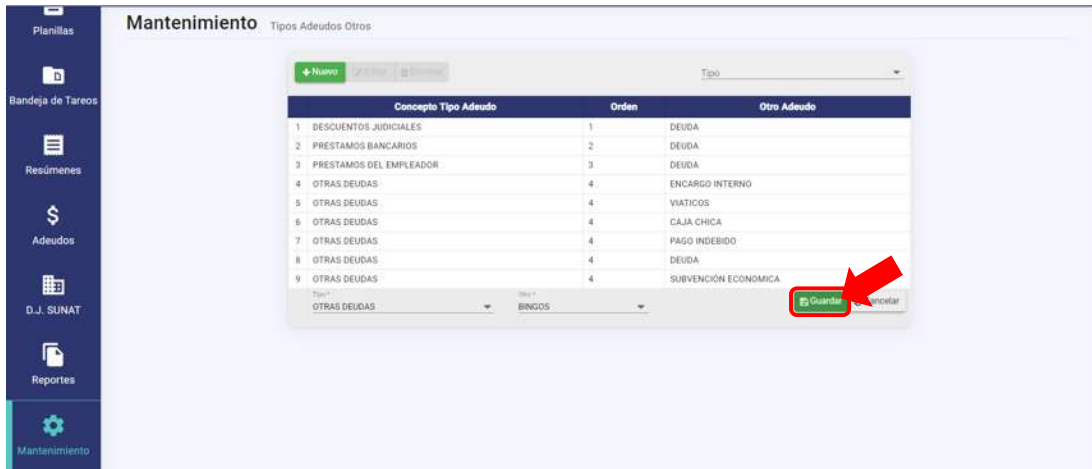 Planillas
Bandeja de Tareos
Resúmenes
Adeudos
D.J. SUNAT
Reportes
Mantenimiento
Mantenimiento Tipos Adeudos Otros
+Nuevo Editar Eliminar Tipo
Concepto Tipo Adeudo Orden Otro Adeudo
1 DESCUENTOS JUDICIALES 1 DEUDA
2 PRESTAMOS BANCARIOS 2 DEUDA
3 PRESTAMOS DEL EMPLEADOR 3 DEUDA
4 OTRAS DEUDAS 4 ENCARGO INTERNO
5 OTRAS DEUDAS 4 VIATICOS
6 OTRAS DEUDAS 4 CAJA CHICA
7 OTRAS DEUDAS 4 PAGO INDEBIDO
8 OTRAS DEUDAS 4 DEUDA
9 OTRAS DEUDAS 4 SUBVENCIÓN ECONOMICA
Tipo *
OTRAS DEUDAS BINGOS
Guardar Cancelar